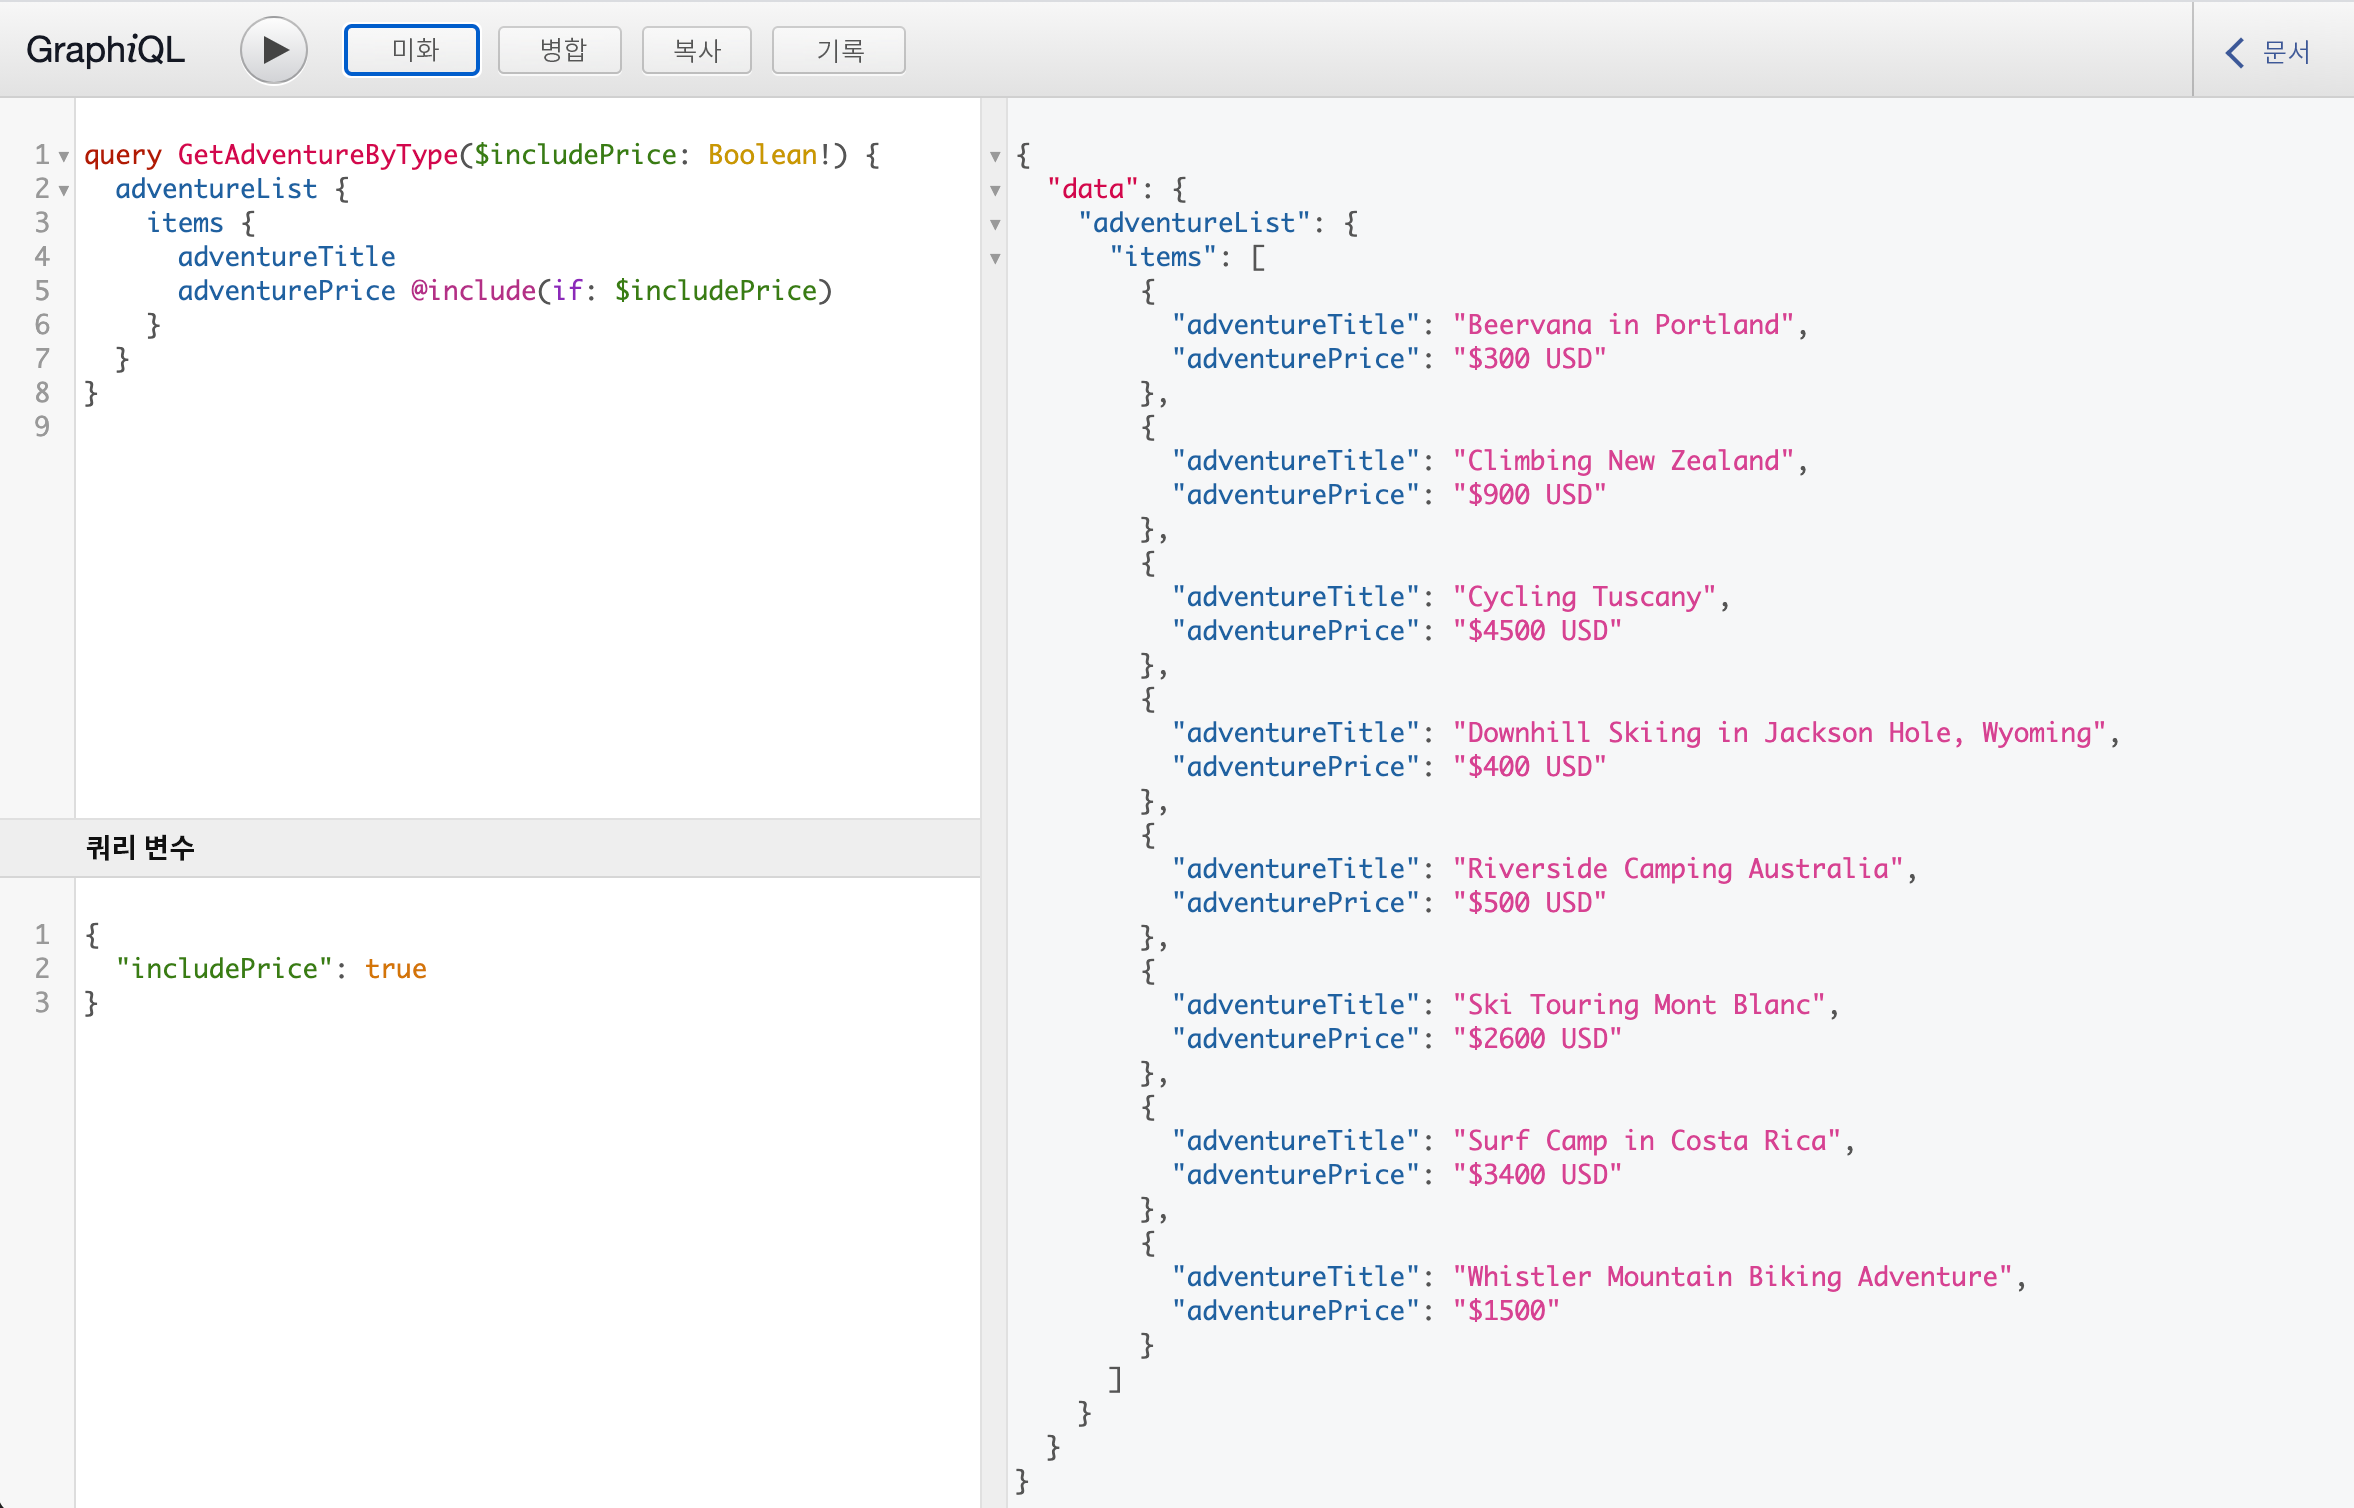 GraphiQL
미화
병합
복사
기록
문서
1 query GetAdventureByType($includePrice: Boolean!) {
2   adventureList {
3     items {
4       adventureTitle
5       adventurePrice @include(if: $includePrice)
6     }
7   }
8 }
9
쿼리 변수
1 {
2   "includePrice": true
3 }
{
  "data": {
    "adventureList": {
      "items": [
        {
          "adventureTitle": "Beervana in Portland",
          "adventurePrice": "$300 USD"
        },
        {
          "adventureTitle": "Climbing New Zealand",
          "adventurePrice": "$900 USD"
        },
        {
          "adventureTitle": "Cycling Tuscany",
          "adventurePrice": "$4500 USD"
        },
        {
          "adventureTitle": "Downhill Skiing in Jackson Hole, Wyoming",
          "adventurePrice": "$400 USD"
        },
        {
          "adventureTitle": "Riverside Camping Australia",
          "adventurePrice": "$500 USD"
        },
        {
          "adventureTitle": "Ski Touring Mont Blanc",
          "adventurePrice": "$2600 USD"
        },
        {
          "adventureTitle": "Surf Camp in Costa Rica",
          "adventurePrice": "$3400 USD"
        },
        {
          "adventureTitle": "Whistler Mountain Biking Adventure",
          "adventurePrice": "$1500"
        }
      ]
    }
  }
}